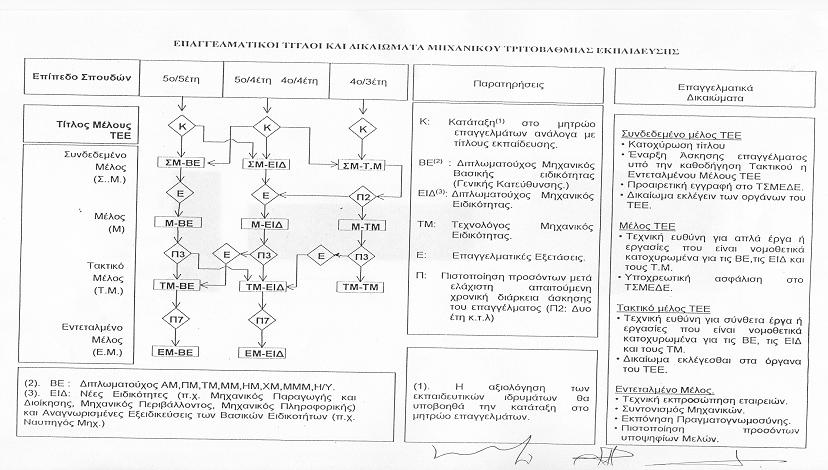 ΕΠΑΓΓΕΛΜΑΤΙΚΟΙ ΤΙΤΛΟΙ ΚΑΙ ΔΙΚΑΙΩΜΑΤΑ ΜΗΧΑΝΙΚΟΥ ΤΡΙΤΟΒΑΘΜΙΑΣ ΕΚΠΑΙΔΕΥΣΗΣ
Επίπεδο Σπουδών
5ο/5έτη
5ο/4έτη 4ο/4έτη
4ο/3έτη
Τίτλος Μέλους
ΤΕΕ
Συνδεδεμένο
Μέλος
(Σ..Μ.)
Μέλος
(Μ)
Τακτικό
Μέλος
(Τ.Μ.)
Εντεταλμένο
Μέλος
(Ε.Μ.)
Κ
Κ
Κ
ΣΜ-ΒΕ
ΣΜ-ΕΙΔ
ΣΜ-Τ.Μ
Ε
Ε
Π2
Μ-ΒΕ
Μ-ΕΙΔ
Μ-ΤΜ
Π3
Ε
Π3
Ε
Π3
ΤΜ-ΒΕ
ΤΜ-ΕΙΔ
ΤΜ-ΤΜ
Π7
Π7
ΕΜ-ΒΕ
ΕΜ-ΕΙΔ
Παρατηρήσεις
Κ: Κατάταξη(1) στο μητρώο
επαγγελμάτων ανάλογα με
τίτλους εκπαίδευσης.
ΒΕ(2) : Διπλωματούχος Μηχανικός
Βασικής ειδικότητας
(Γενικής Κατεύθυνσης.)
ΕΙΔ(3): Διπλωματούχος Μηχανικός
Ειδικότητας.
ΤΜ: Τεχνολόγος Μηχανικός
Ειδικότητας.
Ε: Επαγγελματικές Εξετάσεις.
Π: Πιστοποίηση προσόντων μετά
ελάχιστη απαιτούμενη
χρονική διάρκεια άσκησης
του επαγγέλματος (Π2: Δυο
έτη κ.τ.λ)
Επαγγελματικά
Δικαιώματα
Συνδεδεμένο μέλος ΤΕΕ
• Κατοχύρωση τίτλου
• Έναρξη Άσκησης επαγγέλματος
υπό την καθοδήγηση Τακτικού η
Εντεταλμένου Μέλους ΤΕΕ
• Προαιρετική εγγραφή στο ΤΣΜΕΔΕ.
• Δικαίωμα εκλέγειν των οργάνων του
ΤΕΕ.
Μέλος ΤΕΕ
• Τεχνική ευθύνη για απλά έργα ή
εργασίες που είναι νομοθετικά
κατοχυρωμένα για τις ΒΕ,τις ΕΙΔ και
τους Τ.Μ.
• Υποχρεωτική ασφάλιση στο
ΤΣΜΕΔΕ.
Τακτικό μέλος ΤΕΕ
• Τεχνική ευθύνη για σύνθετα έργα ή
εργασίες που είναι νομοθετικά
κατοχυρωμένα για τις ΒΕ, τις ΕΙΔ
και τους ΤΜ.
• Δικαίωμα εκλέγεσθαι στα όργανα
του ΤΕΕ.
Εντεταλμένο Μέλος.
• Τεχνική εκπροσώπηση εταιρειών.
• Συντονισμός Μηχανικών.
• Εκπόνηση Πραγματογνωμοσύνης.
• Πιστοποίηση προσόντων
υποψηφίων Μελών.
(2). ΒΕ : Διπλωματούχος ΑΜ,ΠΜ,ΤΜ,ΜΜ,ΗΜ,ΧΜ,ΜΜΜ,Η/Υ.
(3). ΕΙΔ: Νέες Ειδικότητες (π.χ. Μηχανικός Παραγωγής και
Διοίκησης, Μηχανικός Περιβάλλοντος, Μηχανικός Πληροφορικής)
και Αναγνωρισμένες Εξειδικεύσεις των Βασικών Ειδικοτήτων (π.χ.
Ναυπηγός Μηχ.)
(1). Η αξιολόγηση των
εκπαιδευτικών ιδρυμάτων θα
υποβοηθά την κατάταξη στο
μητρώο επαγγελμάτων.